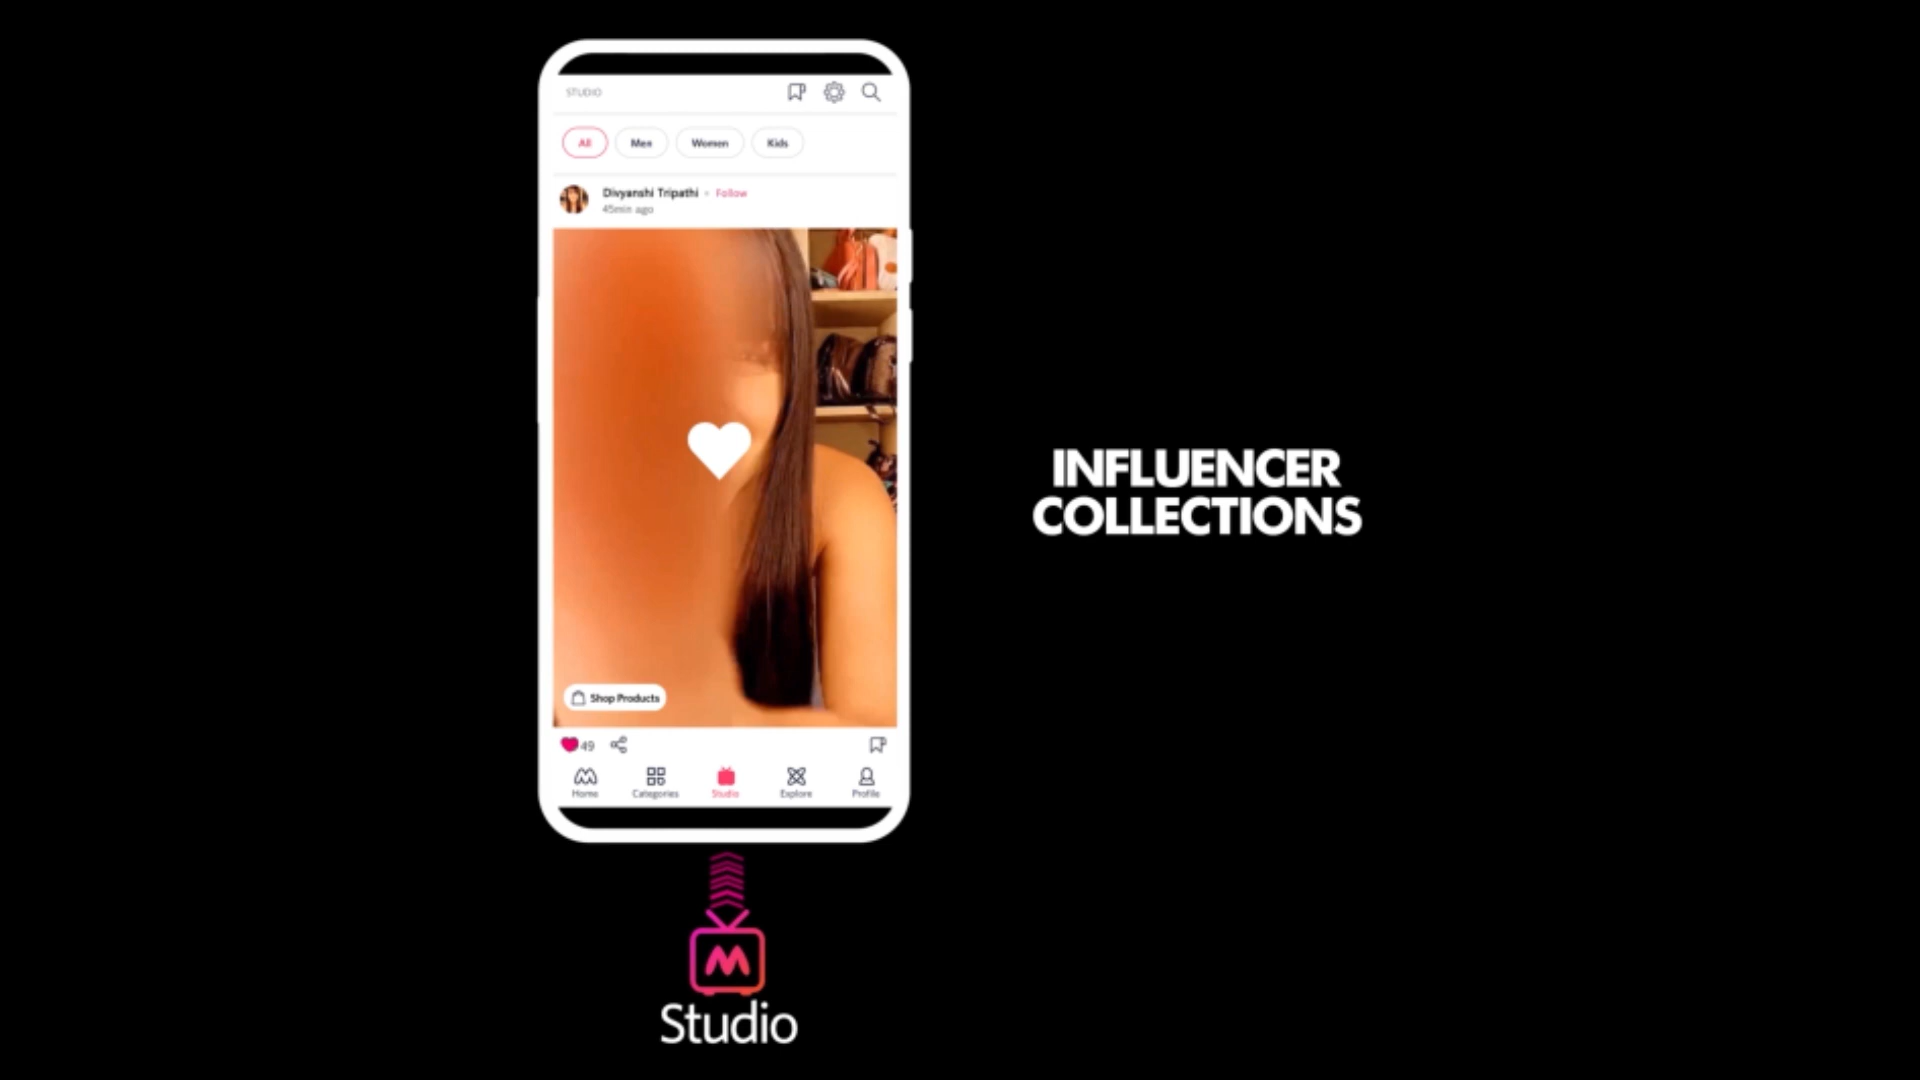 STUDIO
All Men Women Kids
Divyanshi Tripathi • Follow
45min ago
Shop Products
49
Home Categories Studio Explore Profile
INFLUENCER
COLLECTIONS
M
Studio